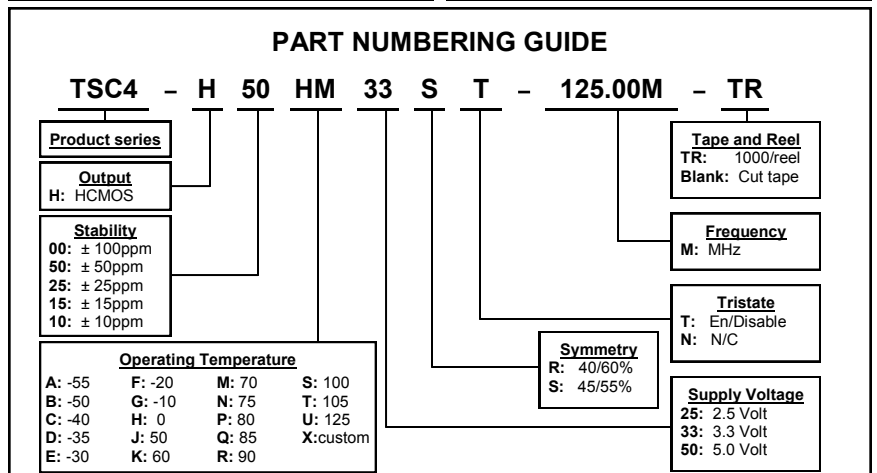 PART NUMBERING GUIDE
TSC4 – H 50 HM 33 S T – 125.00M – TR
Product series
Output
H: HCMOS
Stability
00: ± 100ppm
50: ± 50ppm
25: ± 25ppm
15: ± 15ppm
10: ± 10ppm
Operating Temperature
A: -55 F: -20 M: 70 S: 100
B: -50 G: -10 N: 75 T: 105
C: -40 H: 0 P: 80 U: 125
D: -35 J: 50 Q: 85 X:custom
E: -30 K: 60 R: 90
Symmetry
R: 40/60%
S: 45/55%
Tape and Reel
TR: 1000/reel
Blank: Cut tape
Frequency
M: MHz
Tristate
T: En/Disable
N: N/C
Supply Voltage
25: 2.5 Volt
33: 3.3 Volt
50: 5.0 Volt